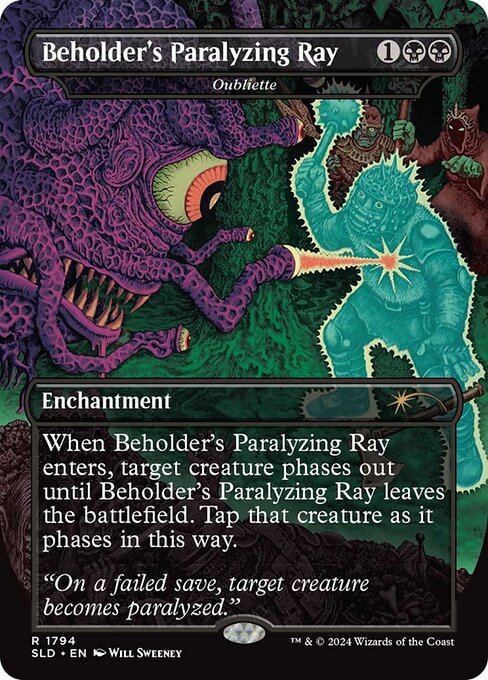 Beholder's Paralyzing Ray 1
Oubliette
Enchantment
When Beholder's Paralyzing Ray
enters, target creature phases out
until Beholder's Paralyzing Ray leaves
the battlefield. Tap that creature as it
phases in this way.
“On a failed save, target creature
becomes paralyzed.”
R 1794
SLD • EN WILL SWEENEY
™ & © 2024 Wizards of the Coast